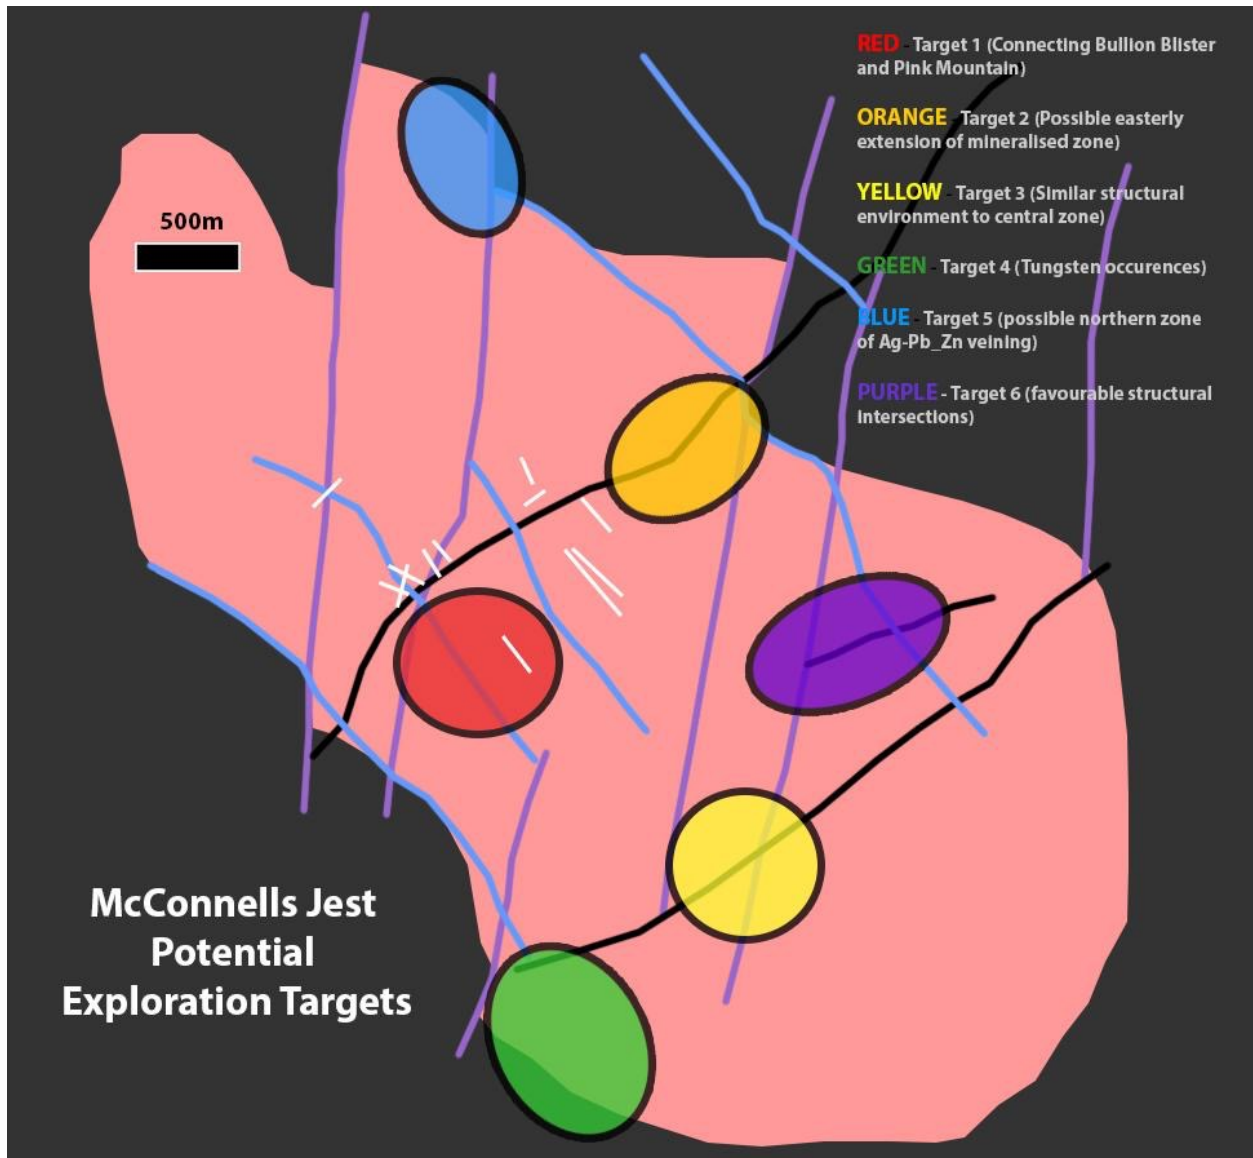 RED - Target 1 (Connecting Bullion Blister
and Pink Mountain)
ORANGE - Target 2 (Possible easterly
extension of mineralised zone)
YELLOW - Target 3 (Similar structural
environment to central zone)
GREEN - Target 4 (Tungsten occurences)
BLUE - Target 5 (possible northern zone
of Ag-Pb_Zn veining)
PURPLE - Target 6 (favourable structural
intersections)
500m
McConnells Jest
Potential
Exploration Targets